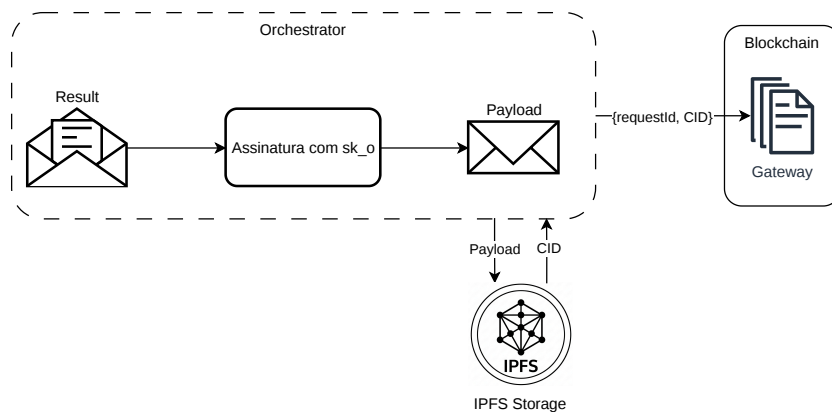 Orchestrator
Blockchain
Result
Payload
Assinatura com sk_o
{requestId, CID}
Gateway
Payload
CID
IPFS
IPFS Storage